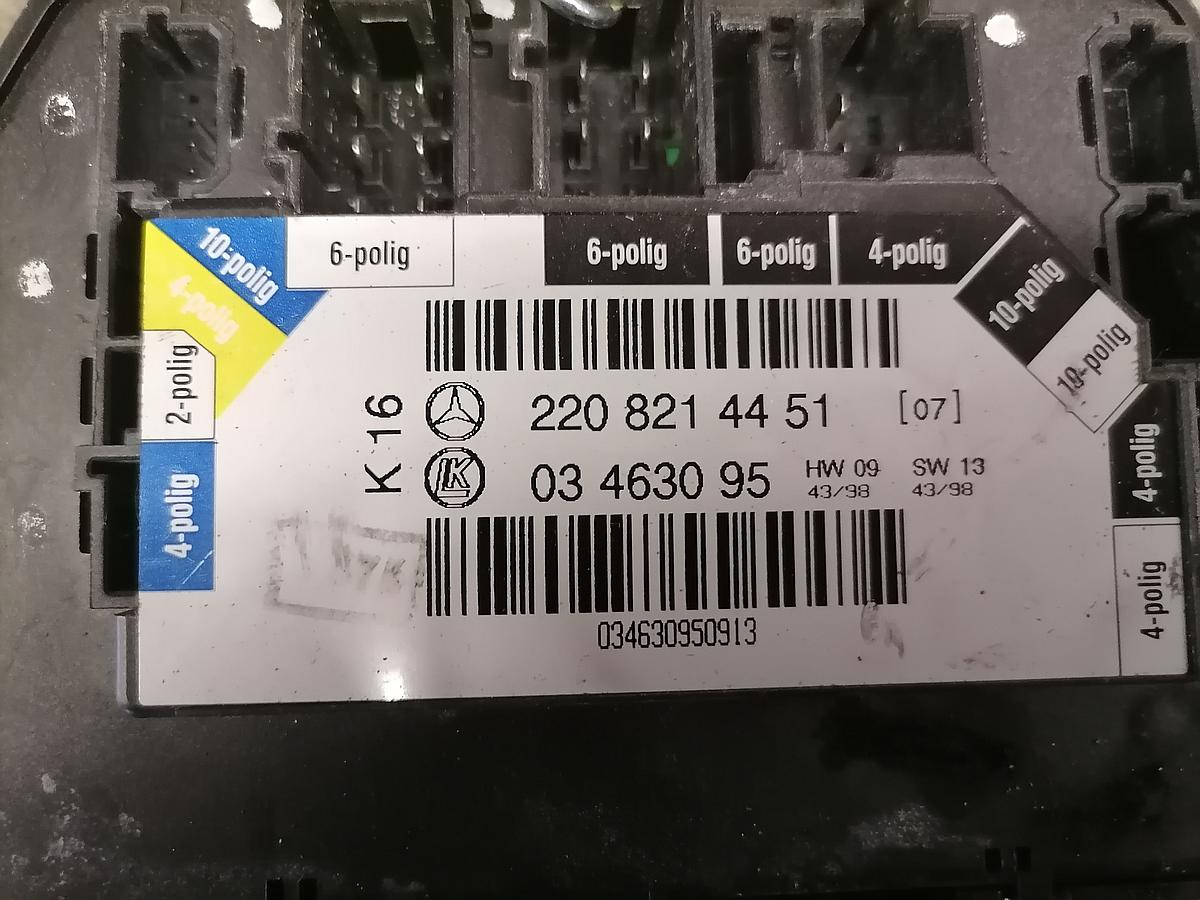 10-polig
6-polig
6-polig
6-polig
4-polig
10-polig
10-polig
4-polig
2-polig
4-polig
4-polig
4-polig
K 16
220 821 44 51 [07]
LK 03 4630 95 HW 09 SW 13
43/98 43/98
034630950913